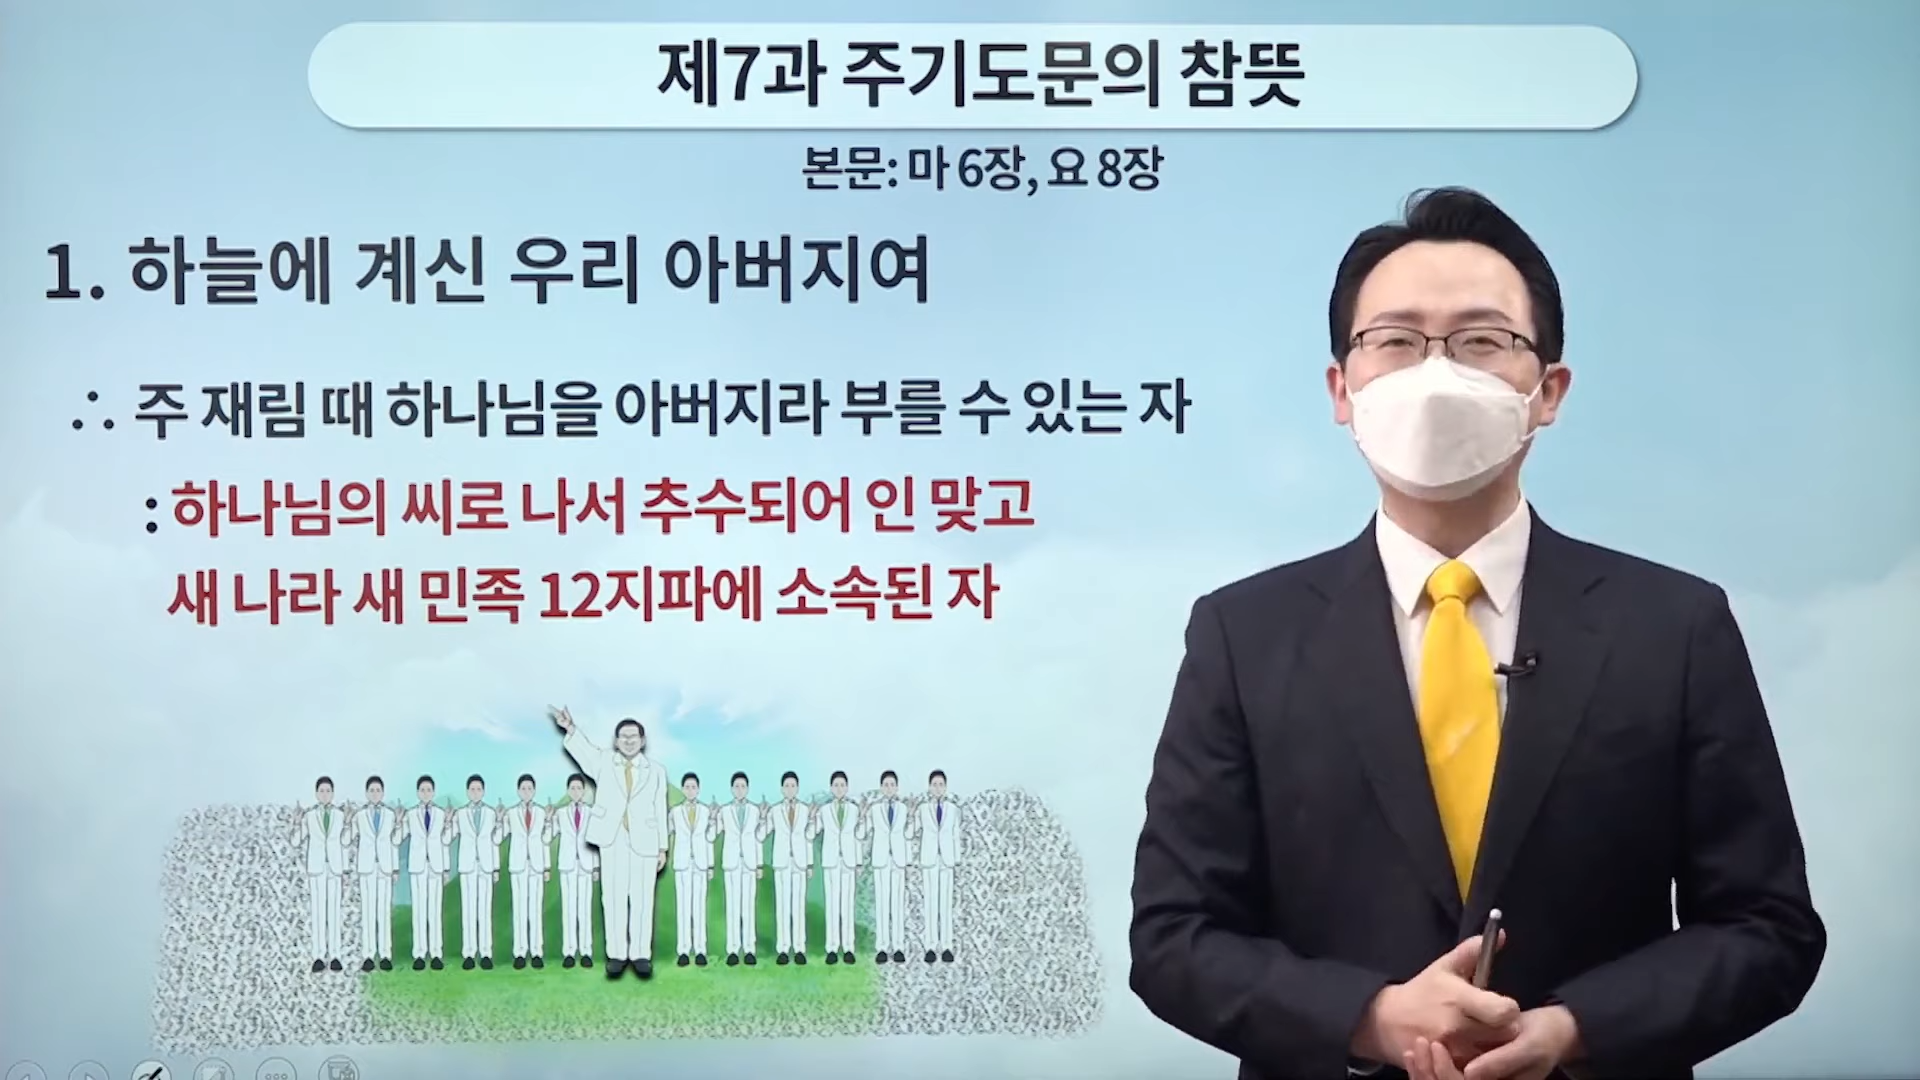 제7과 주기도문의 참뜻
본문: 마 6장, 요 8장
1. 하늘에 계신 우리 아버지여
∴ 주 재림 때 하나님을 아버지라 부를 수 있는 자
: 하나님의 씨로 나서 추수되어 인 맞고
새 나라 새 민족 12지파에 소속된 자